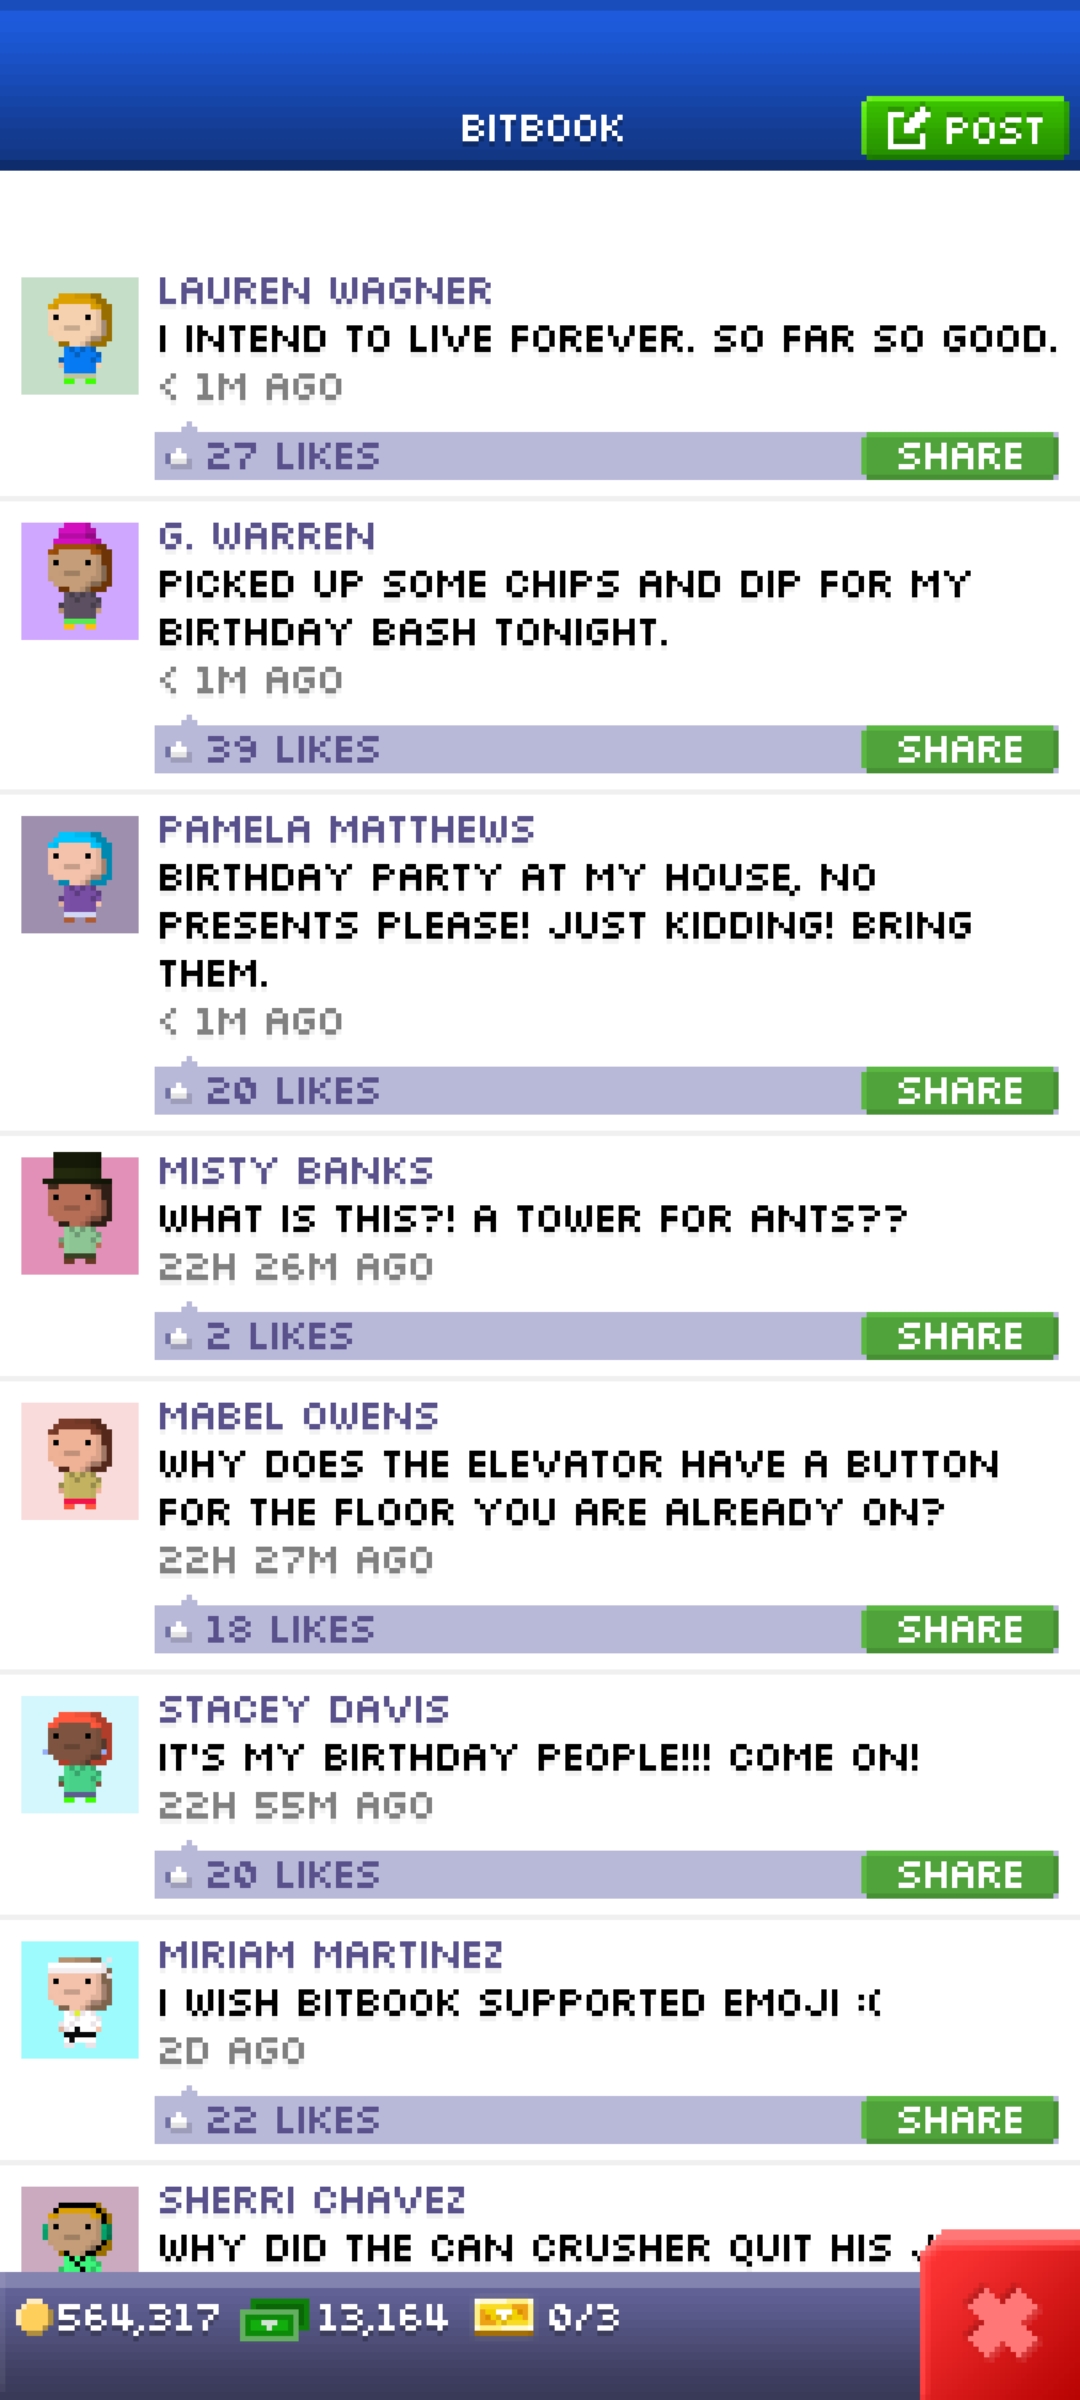 BITBOOK
POST
LAUREN WAGNER
I INTEND TO LIVE FOREVER. SO FAR SO GOOD.
< 1M AGO
27 LIKES
SHARE
G. WARREN
PICKED UP SOME CHIPS AND DIP FOR MY
BIRTHDAY BASH TONIGHT.
< 1M AGO
39 LIKES
SHARE
PAMELA MATTHEWS
BIRTHDAY PARTY AT MY HOUSE, NO
PRESENTS PLEASE! JUST KIDDING! BRING
THEM.
< 1M AGO
20 LIKES
SHARE
MISTY BANKS
WHAT IS THIS?! A TOWER FOR ANTS??
22H 26M AGO
2 LIKES
SHARE
MABEL OWENS
WHY DOES THE ELEVATOR HAVE A BUTTON
FOR THE FLOOR YOU ARE ALREADY ON?
22H 27M AGO
18 LIKES
SHARE
STACEY DAVIS
IT'S MY BIRTHDAY PEOPLE!!! COME ON!
22H 55M AGO
20 LIKES
SHARE
MIRIAM MARTINEZ
I WISH BITBOOK SUPPORTED EMOJI :(
2D AGO
22 LIKES
SHARE
SHERRI CHAVEZ
WHY DID THE CAN CRUSHER QUIT HIS
564,317 13,164 0/3